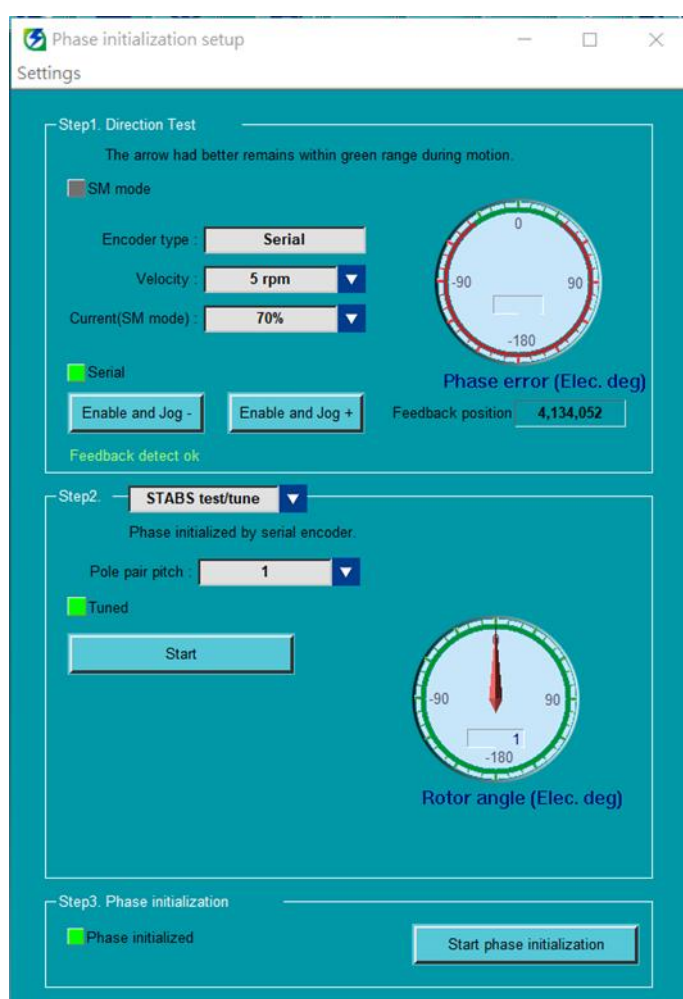 Phase initialization setup
Settings
Step1. Direction Test
The arrow had better remains within green range during motion.
SM mode
Encoder type : Serial
Velocity : 5 rpm
Current(SM mode) : 70%
0
-90 90
-180
Serial
Phase error (Elec. deg)
Enable and Jog - Enable and Jog + Feedback position 4,134,052
Feedback detect ok
Step2. STABS test/tune
Phase initialized by serial encoder.
Pole pair pitch : 1
Tuned
Start
-90 90
1
-180
Rotor angle (Elec. deg)
Step3. Phase initialization
Phase initialized Start phase initialization